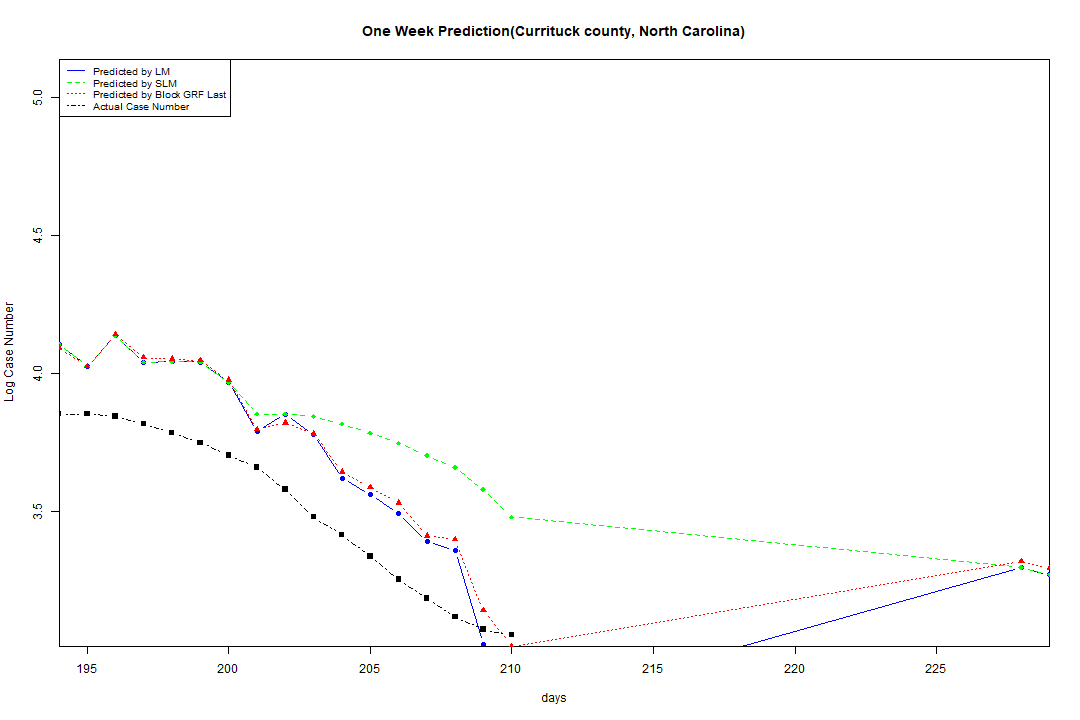 One Week Prediction(Currituck county, North Carolina)
Predicted by LM
Predicted by SLM
Predicted by Block GRF Last
Actual Case Number
5.0
4.5
4.0
3.5
Log Case Number
195 200 205 210 215 220 225
days